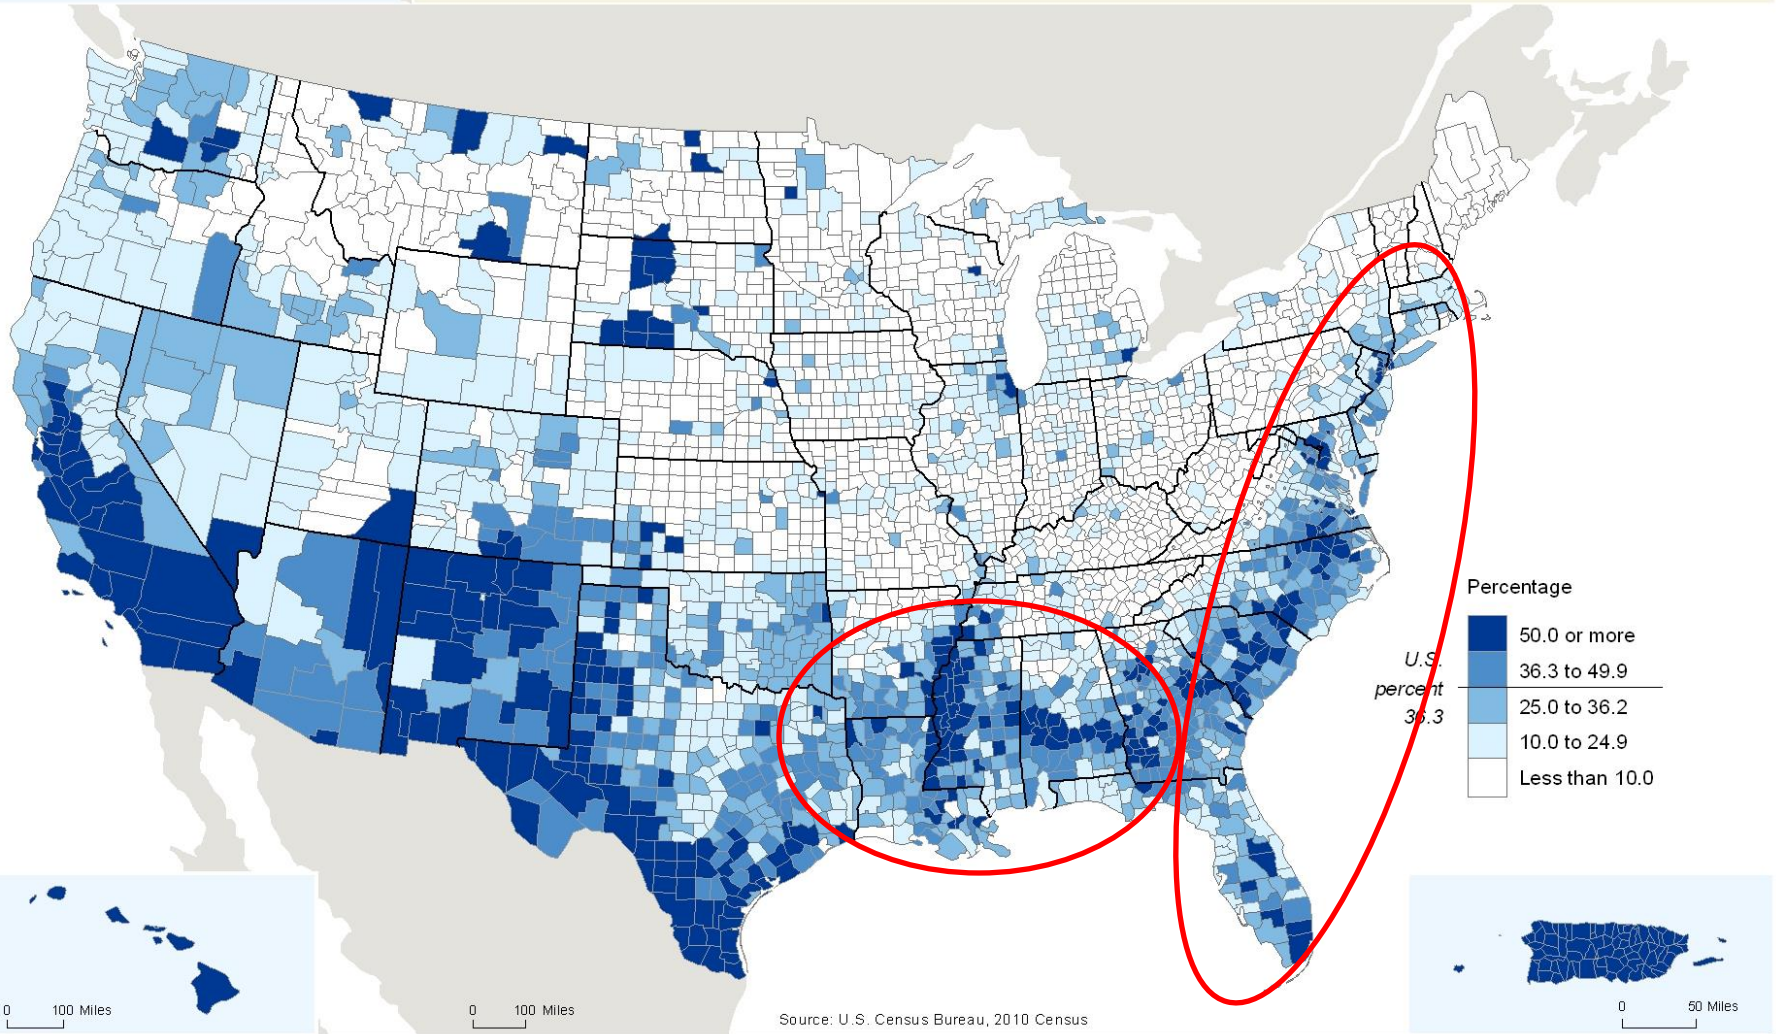 Percentage
50.0 or more
36.3 to 49.9
25.0 to 36.2
10.0 to 24.9
Less than 10.0
U.S.
percent
36.3
0 100 Miles
0 100 Miles
Source: U.S. Census Bureau, 2010 Census
0 50 Miles